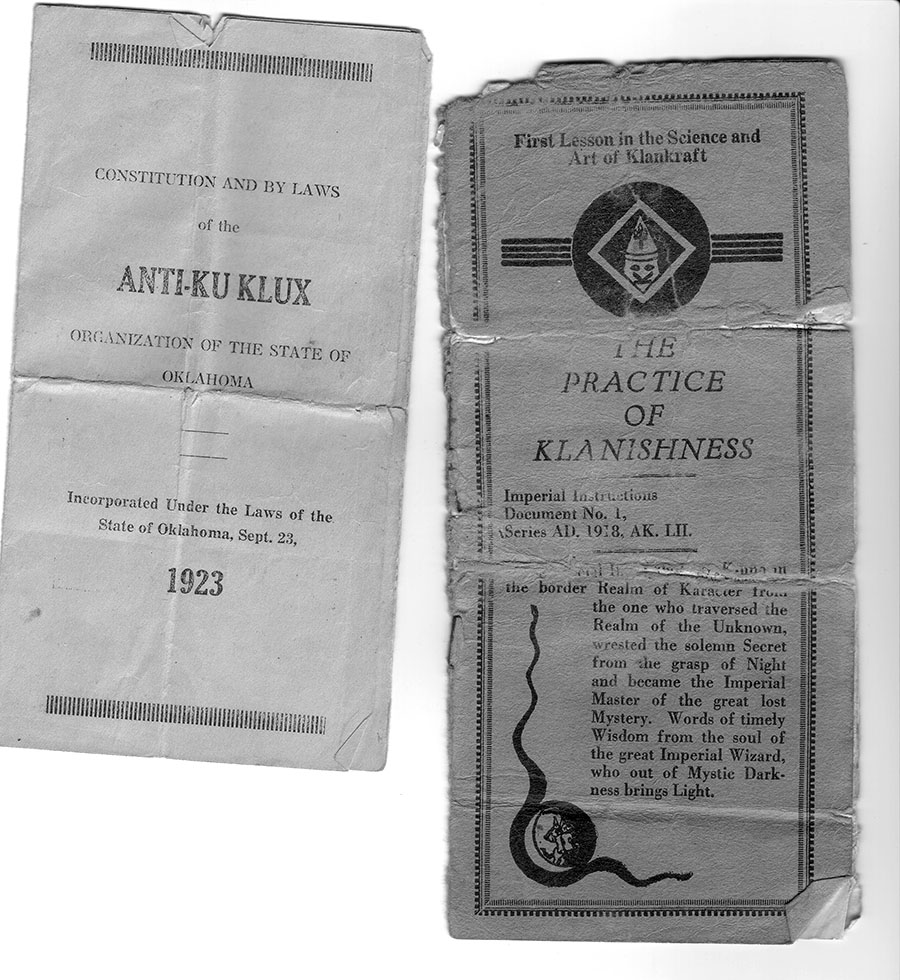 CONSTITUTION AND BY LAWS
of the
ANTI-KU KLUX
ORGANIZATION OF THE STATE OF
OKLAHOMA
Incorporated Under the Laws of the
State of Oklahoma, Sept. 23,
1923
First Lesson in the Science and
Art of Klankraft
THE
PRACTICE
OF
KLANISHNESS
Imperial Instructions
Document No. 1,
Series AD. 1918, AK. LII.
in
the border Realm of Karacter from
the one who traversed the
Realm of the Unknown,
wrested the solemn Secret
from the grasp of Night
and became the Imperial
Master of the great lost
Mystery. Words of timely
Wisdom from the soul of
the great Imperial Wizard,
who out of Mystic Dark-
ness brings Light.